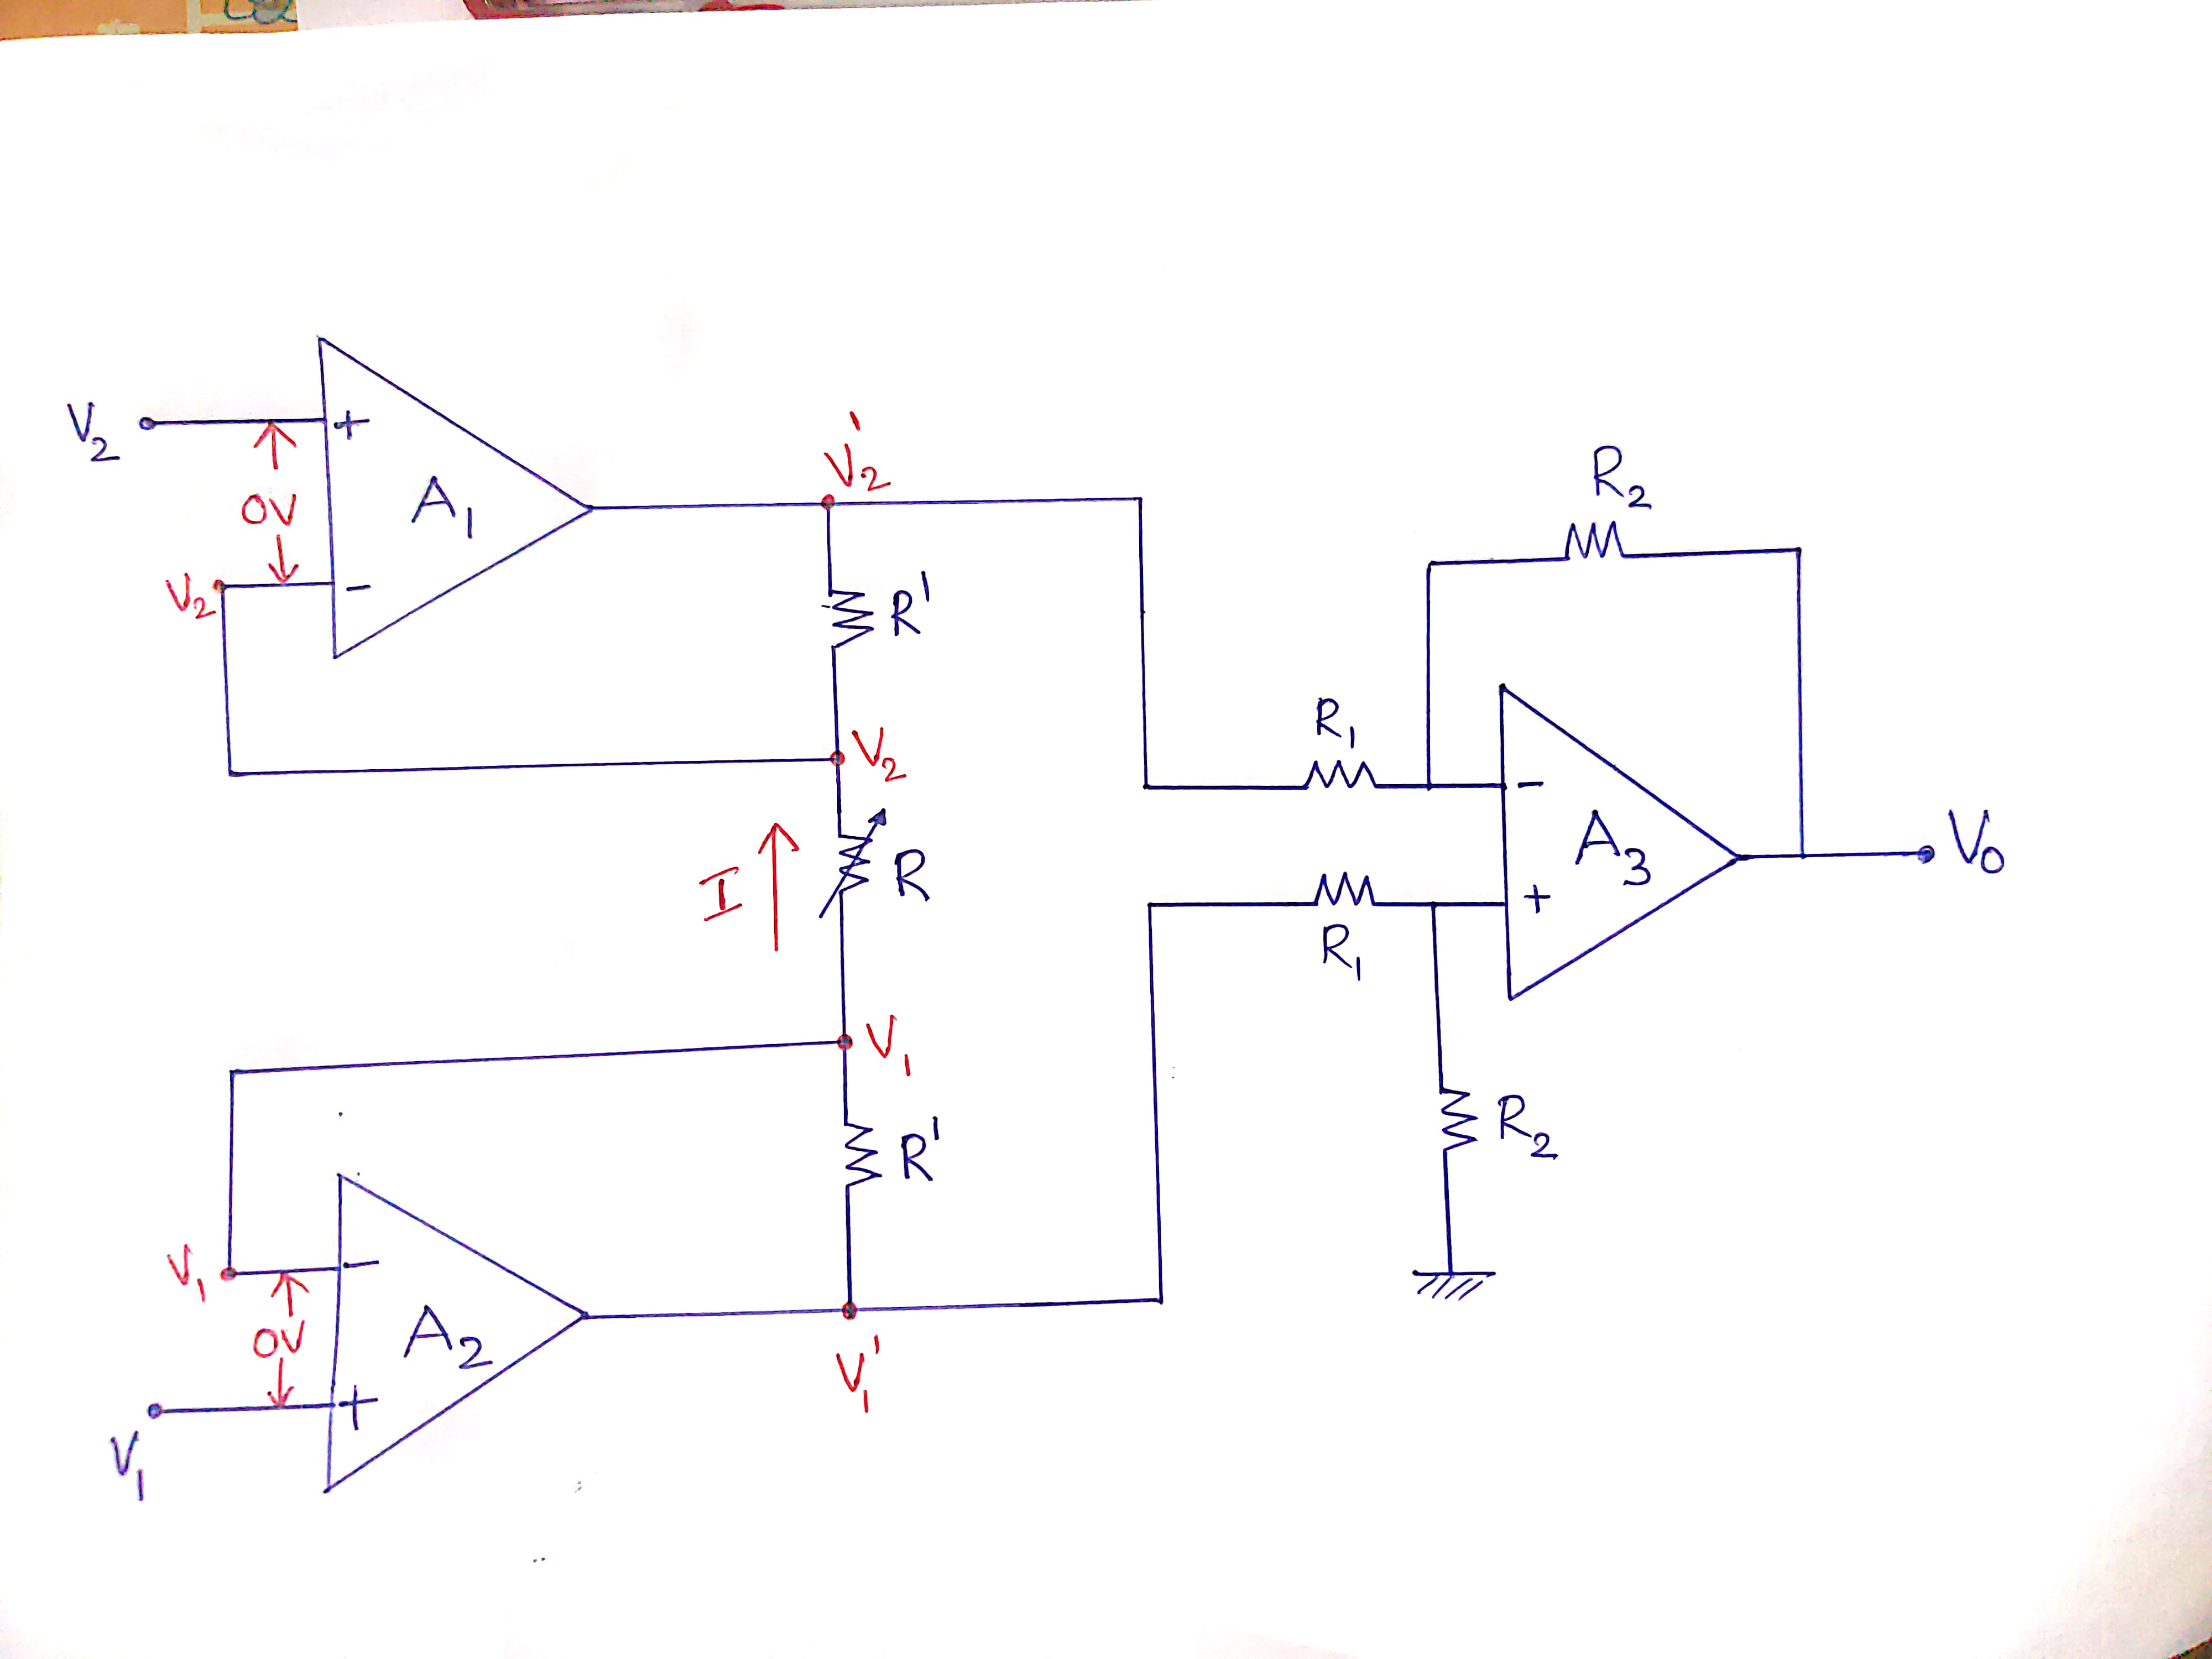 V2
+
0V
A1
V2
-
V2'
R'
V2
I
R
V1
R'
V1
-
0V
A2
+
V1
V1'
R2
R1
-
A3
V0
+
R1
R2